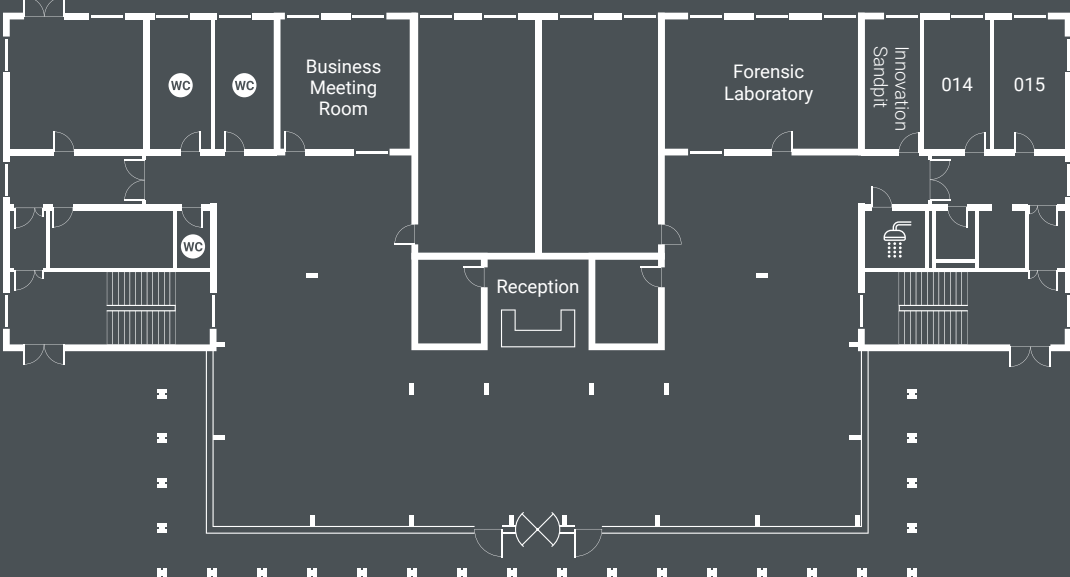 Business
Meeting
Room
WC
WC
Forensic
Laboratory
Innovation
Sandpit
014
015
WC
Reception